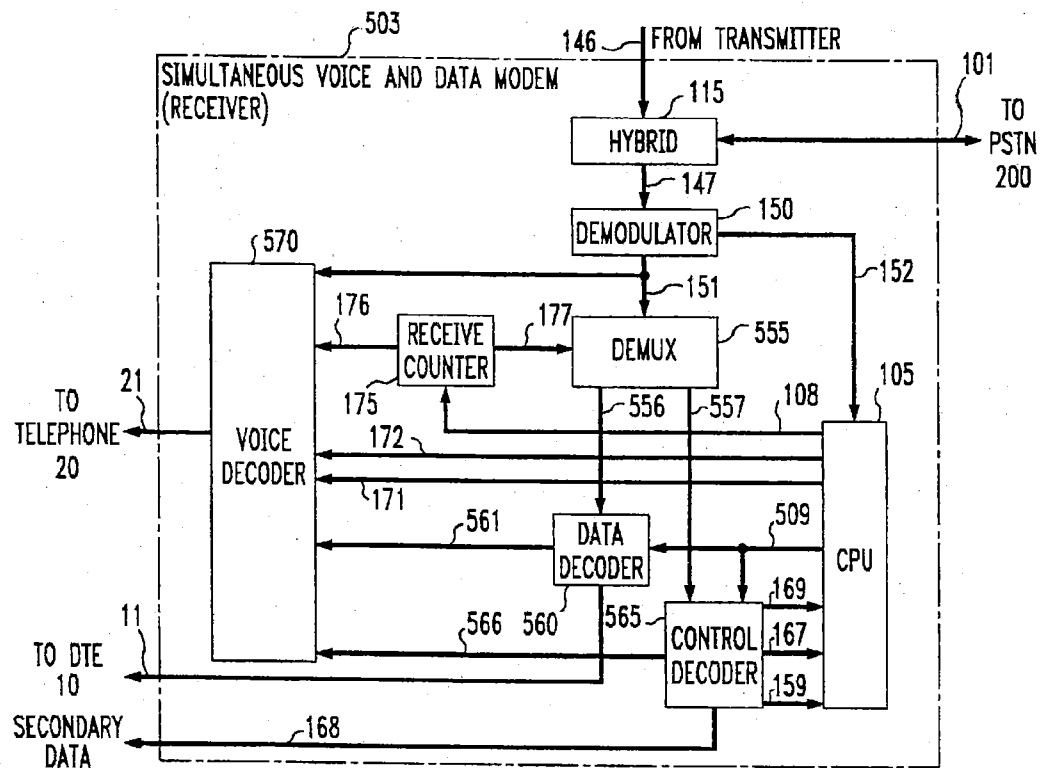 503
146
FROM TRANSMITTER
SIMULTANEOUS VOICE AND DATA MODEM
(RECEIVER)
115
101
TO
PSTN
200
HYBRID
147
150
DEMODULATOR
570
151
152
176
177
RECEIVE
COUNTER
DEMUX
555
175
556
557
108
105
21
TO
TELEPHONE
20
VOICE
DECODER
172
171
561
DATA
DECODER
509
CPU
560
565
169
11
566
CONTROL
DECODER
167
TO DTE
10
159
SECONDARY
DATA
168